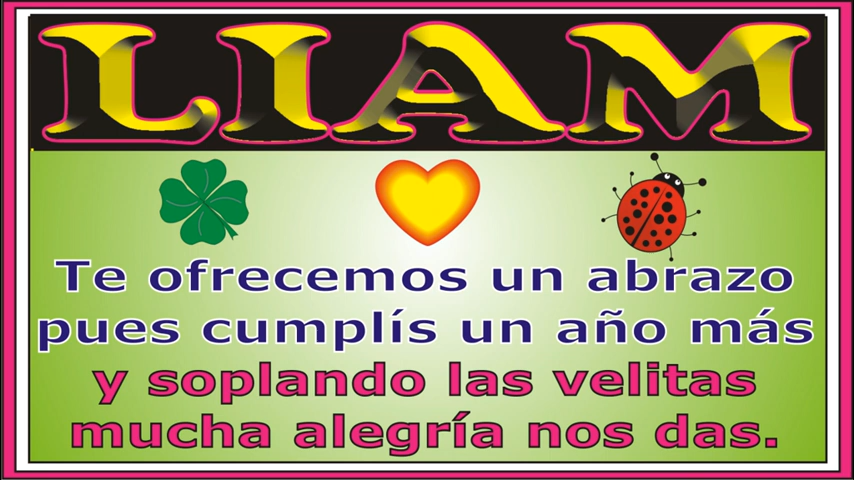 LIAM
Te ofrecemos un abrazo
pues cumplís un año más
y soplando las velitas
mucha alegría nos das.